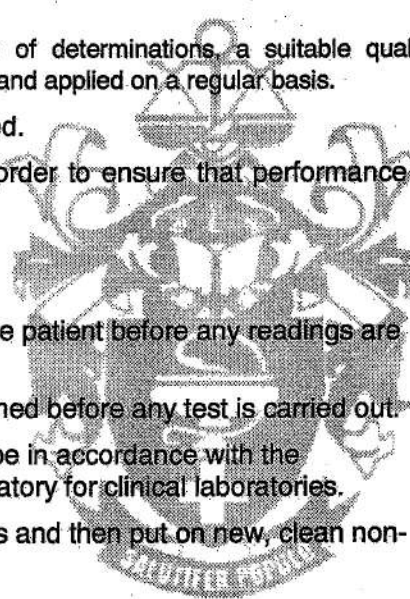 of determinations, a suitable qual
and applied on a regular basis.
ed.
order to ensure that performance
e patient before any readings are
ned before any test is carried out.
be in accordance with the
atory for clinical laboratories.
s and then put on new, clean non-
SALUTIFER POPULO